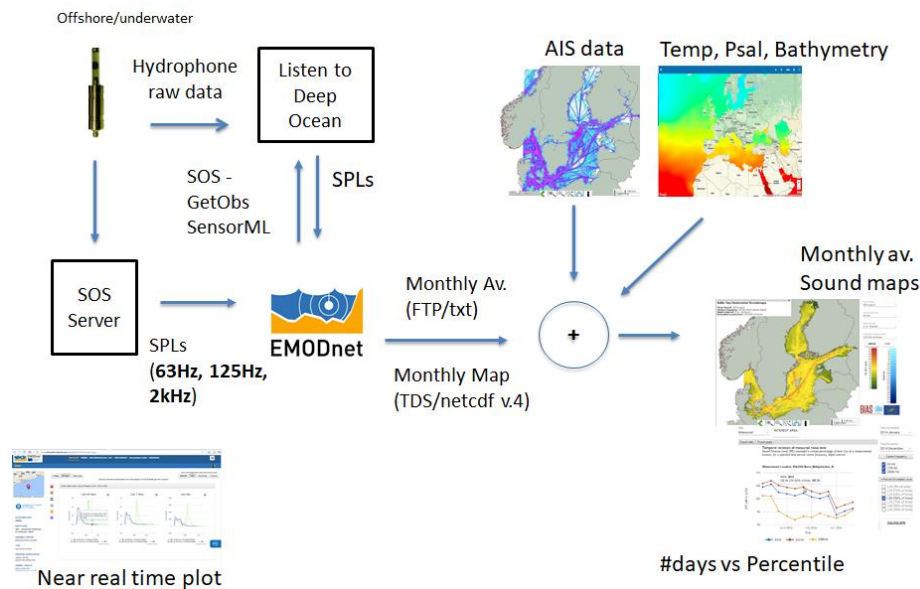 Offshore/underwater
Hydrophone
raw data
Listen to
Deep
Ocean
AIS data
Temp, Psal, Bathymetry
SOS -
GetObs
SensorML
SPLs
SOS
Server
SPLs
(63Hz, 125Hz,
2kHz)
EMODnet
Monthly Av.
(FTP/txt)
Monthly Map
(TDS/netcdf v.4)
+
Monthly av.
Sound maps
BIAS
Near real time plot
#days vs Percentile